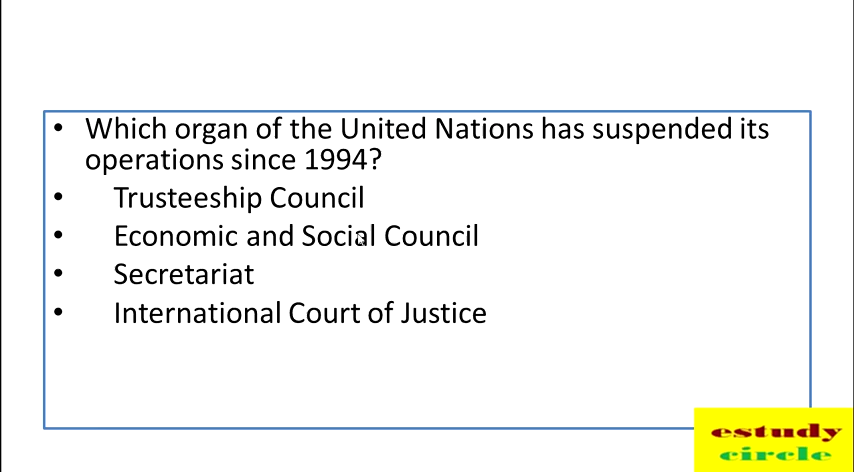 • Which organ of the United Nations has suspended its
operations since 1994?
• Trusteeship Council
• Economic and Social Council
• Secretariat
• International Court of Justice
estudy
circle